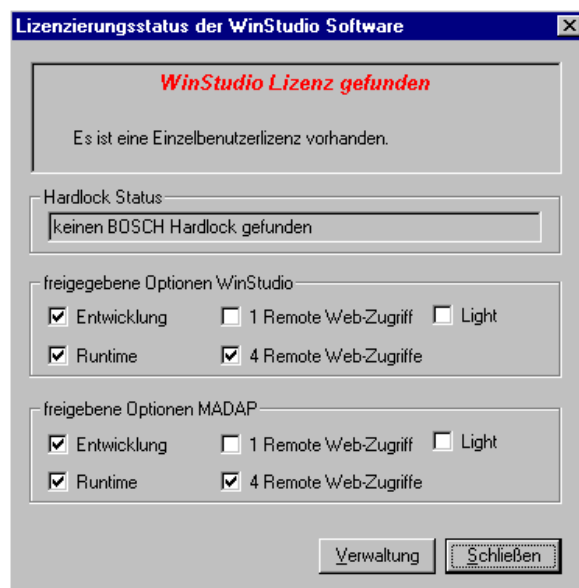 Lizenzierungsstatus der WinStudio Software
WinStudio Lizenz gefunden
Es ist eine Einzelbenutzerlizenz vorhanden.
Hardlock Status
keinen BOSCH Hardlock gefunden
freigegebene Optionen WinStudio
Entwicklung 1 Remote Web-Zugriff Light
Runtime 4 Remote Web-Zugriffe
freigebene Optionen MADAP
Entwicklung 1 Remote Web-Zugriff Light
Runtime 4 Remote Web-Zugriffe
Verwaltung Schließen